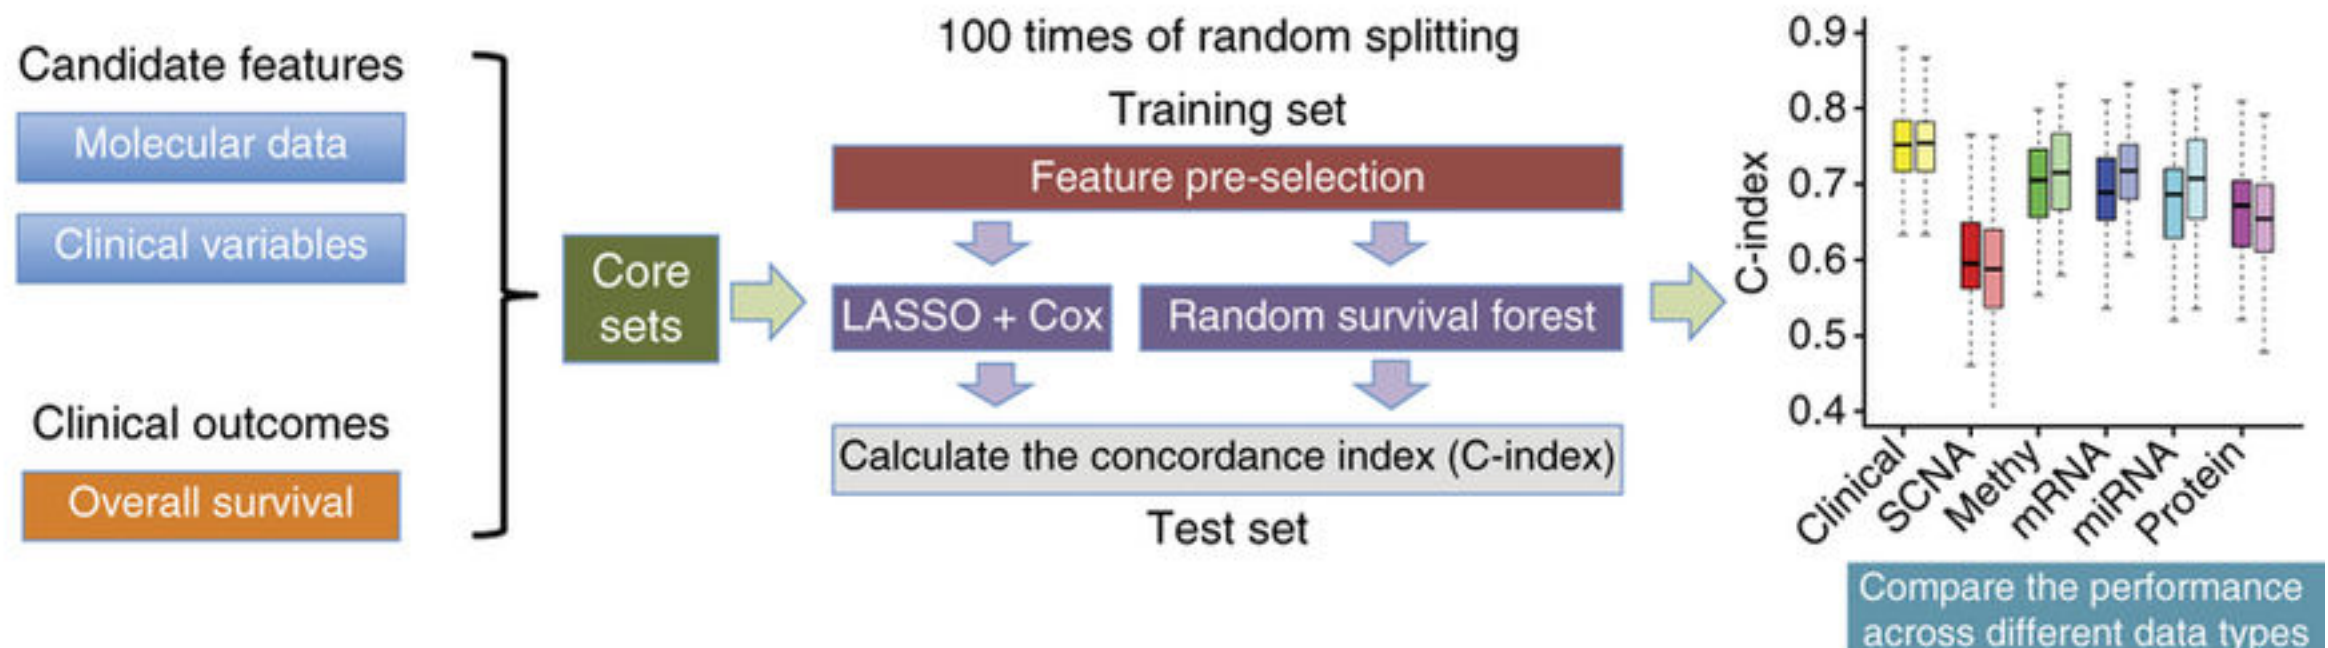 Candidate features
Molecular data
Clinical variables
Clinical outcomes
Overall survival
Core
sets
100 times of random splitting
Training set
Feature pre-selection
LASSO + Cox
Random survival forest
Calculate the concordance index (C-index)
Test set
C-index
0.9
0.8
0.7
0.6
0.5
0.4
Clinical
SCNA
Methy
mRNA
miRNA
Protein
Compare the performance
across different data types